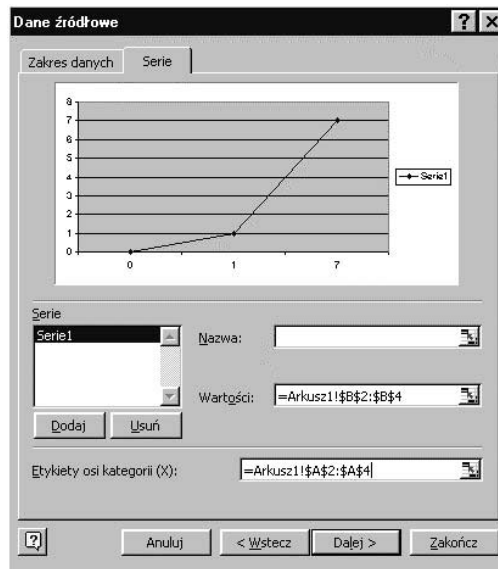 Dane źródłowe
Zakres danych Serie
8
7
6
5
4
3
2
1
0
0 1 7
Serie1
Serie
Serie1
Nazwa:
Wartości: =Arkusz1!$B$2:$B$4
Dodaj Usuń
Etykiety osi kategorii (X): =Arkusz1!$A$2:$A$4
Anuluj < Wstecz Dalej > Zakończ